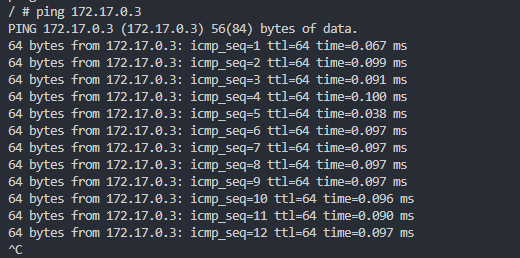 / # ping 172.17.0.3
PING 172.17.0.3 (172.17.0.3) 56(84) bytes of data.
64 bytes from 172.17.0.3: icmp_seq=1 ttl=64 time=0.067 ms
64 bytes from 172.17.0.3: icmp_seq=2 ttl=64 time=0.099 ms
64 bytes from 172.17.0.3: icmp_seq=3 ttl=64 time=0.091 ms
64 bytes from 172.17.0.3: icmp_seq=4 ttl=64 time=0.100 ms
64 bytes from 172.17.0.3: icmp_seq=5 ttl=64 time=0.038 ms
64 bytes from 172.17.0.3: icmp_seq=6 ttl=64 time=0.097 ms
64 bytes from 172.17.0.3: icmp_seq=7 ttl=64 time=0.097 ms
64 bytes from 172.17.0.3: icmp_seq=8 ttl=64 time=0.097 ms
64 bytes from 172.17.0.3: icmp_seq=9 ttl=64 time=0.097 ms
64 bytes from 172.17.0.3: icmp_seq=10 ttl=64 time=0.096 ms
64 bytes from 172.17.0.3: icmp_seq=11 ttl=64 time=0.090 ms
64 bytes from 172.17.0.3: icmp_seq=12 ttl=64 time=0.097 ms
^C